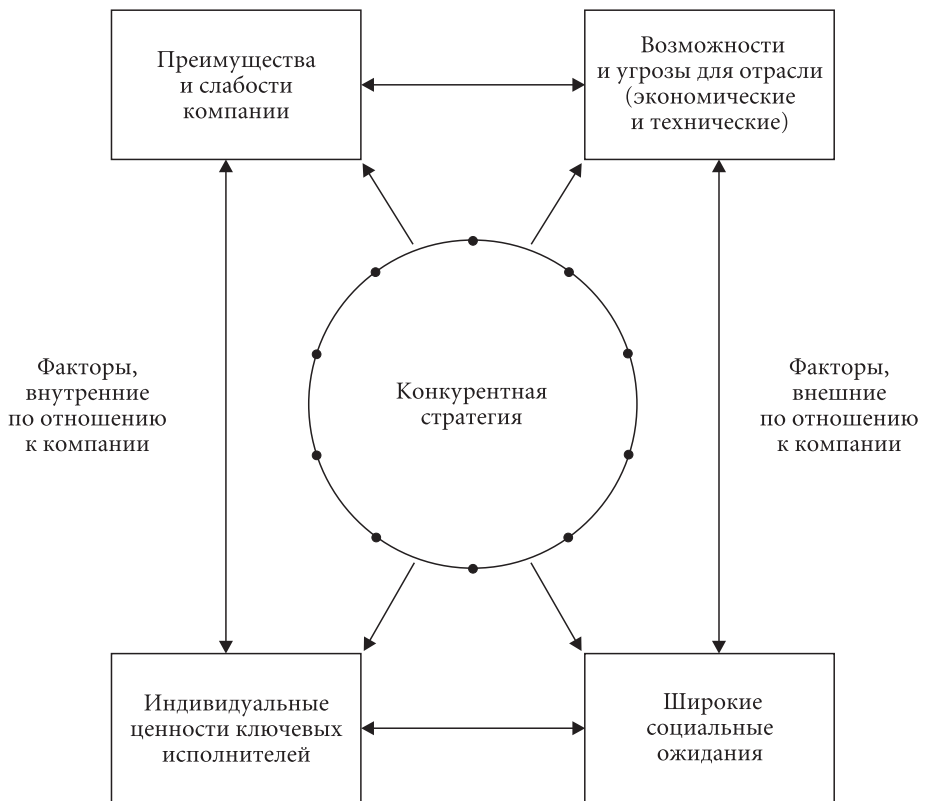 Преимущества
и слабости
компании
Возможности
и угрозы для отрасли
(экономические
и технические)
Факторы,
внутренние
по отношению
к компании
Конкурентная
стратегия
Факторы,
внешние
по отношению
к компании
Индивидуальные
ценности ключевых
исполнителей
Широкие
социальные
ожидания